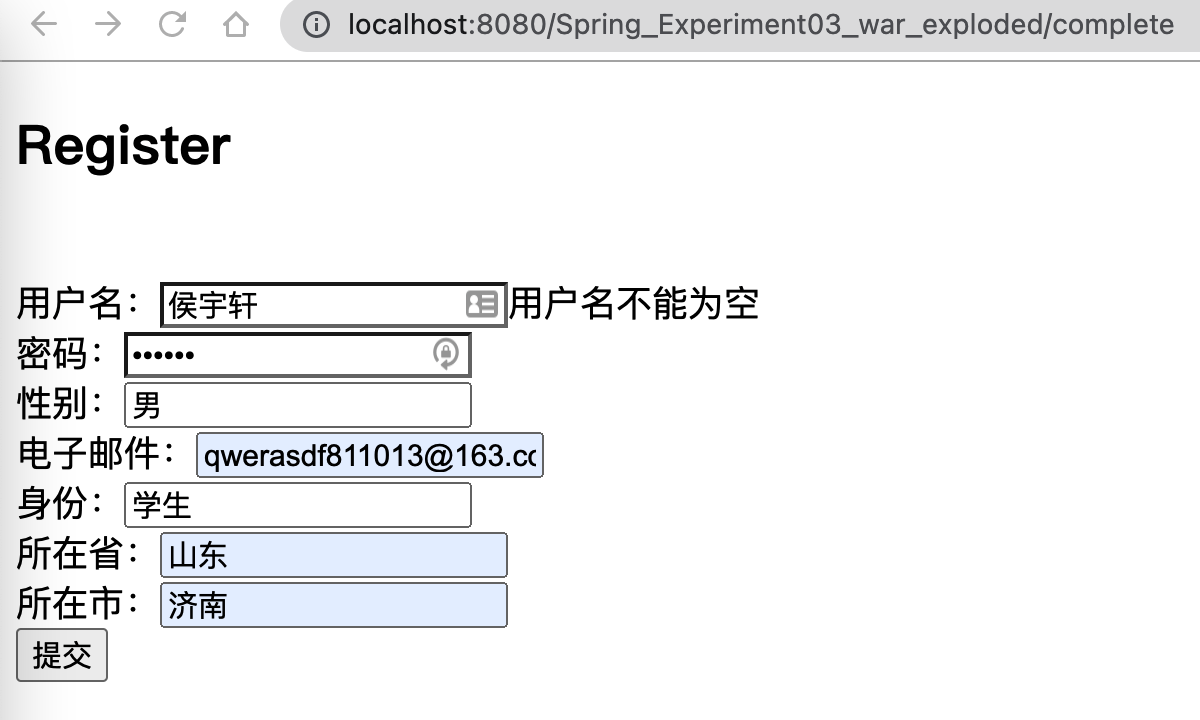 localhost:8080/Spring_Experiment03_war_exploded/complete
Register
用户名： 侯宇轩 用户名不能为空
密码： ••••••
性别： 男
电子邮件： qwerasdf811013@163.co
身份： 学生
所在省： 山东
所在市： 济南
提交